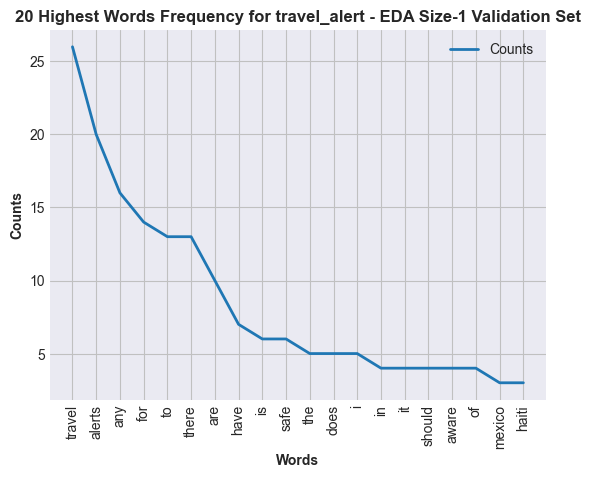 20 Highest Words Frequency for travel_alert - EDA Size-1 Validation Set
Counts
25
20
15
10
5
Counts
travel
alerts
any
for
to
there
are
have
is
safe
the
does
i
in
it
should
aware
of
mexico
haiti
Words